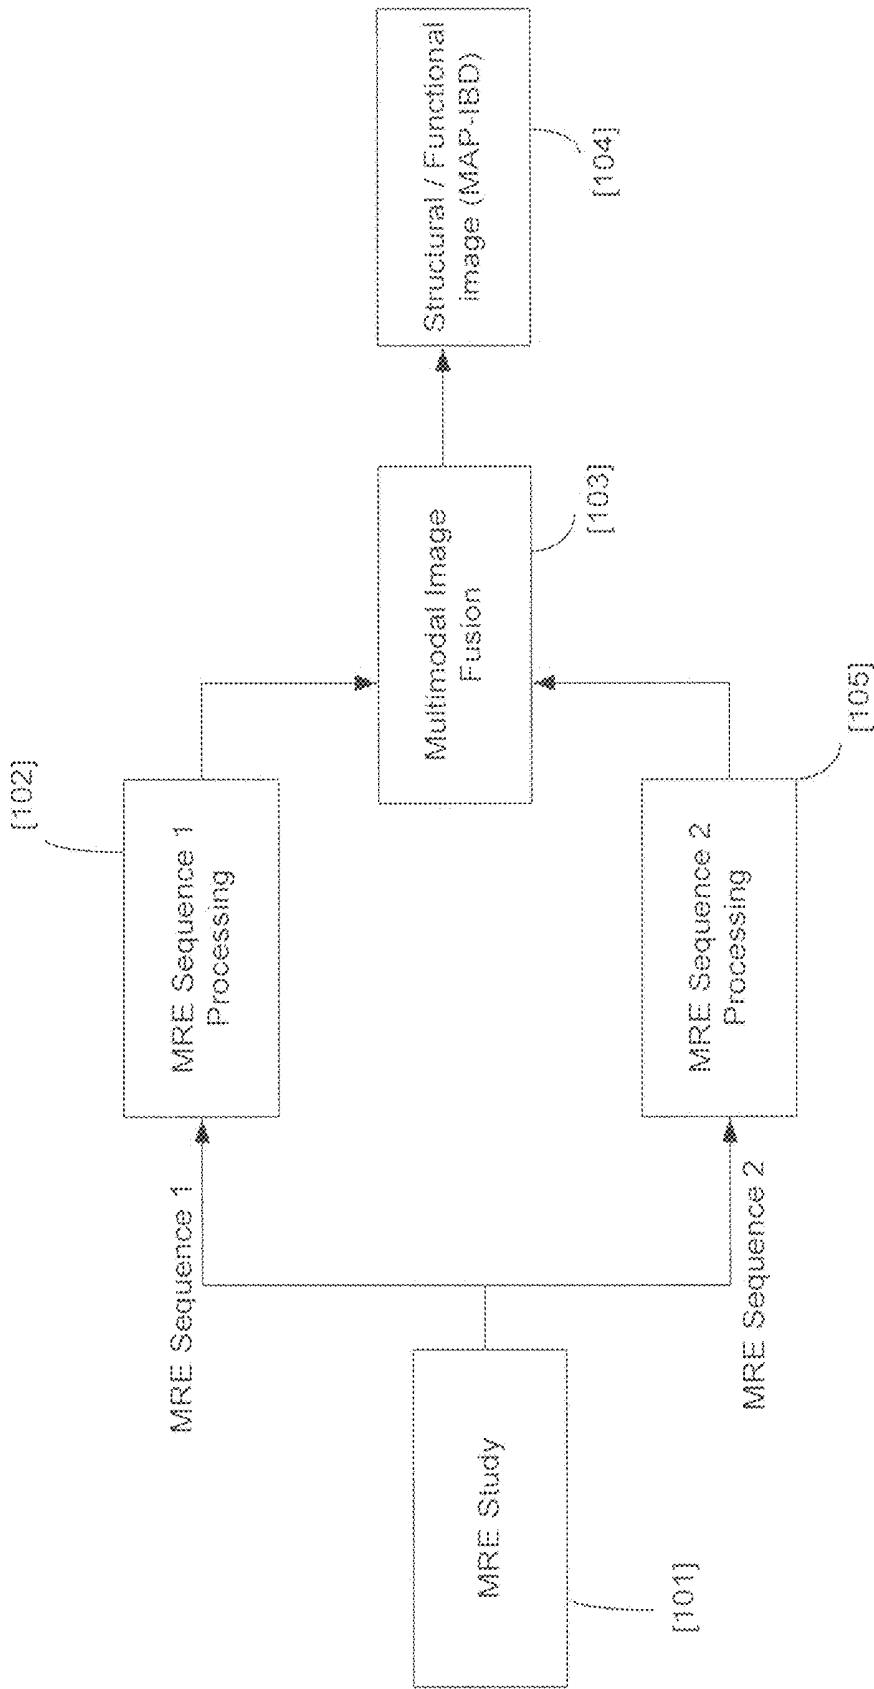 MRE Study
[101]
MRE Sequence 1
MRE Sequence 2
MRE Sequence 1
Processing
[102]
MRE Sequence 2
Processing
[105]
Multimodal Image
Fusion
[103]
Structural / Functional
image (MAP-IBD)
[104]